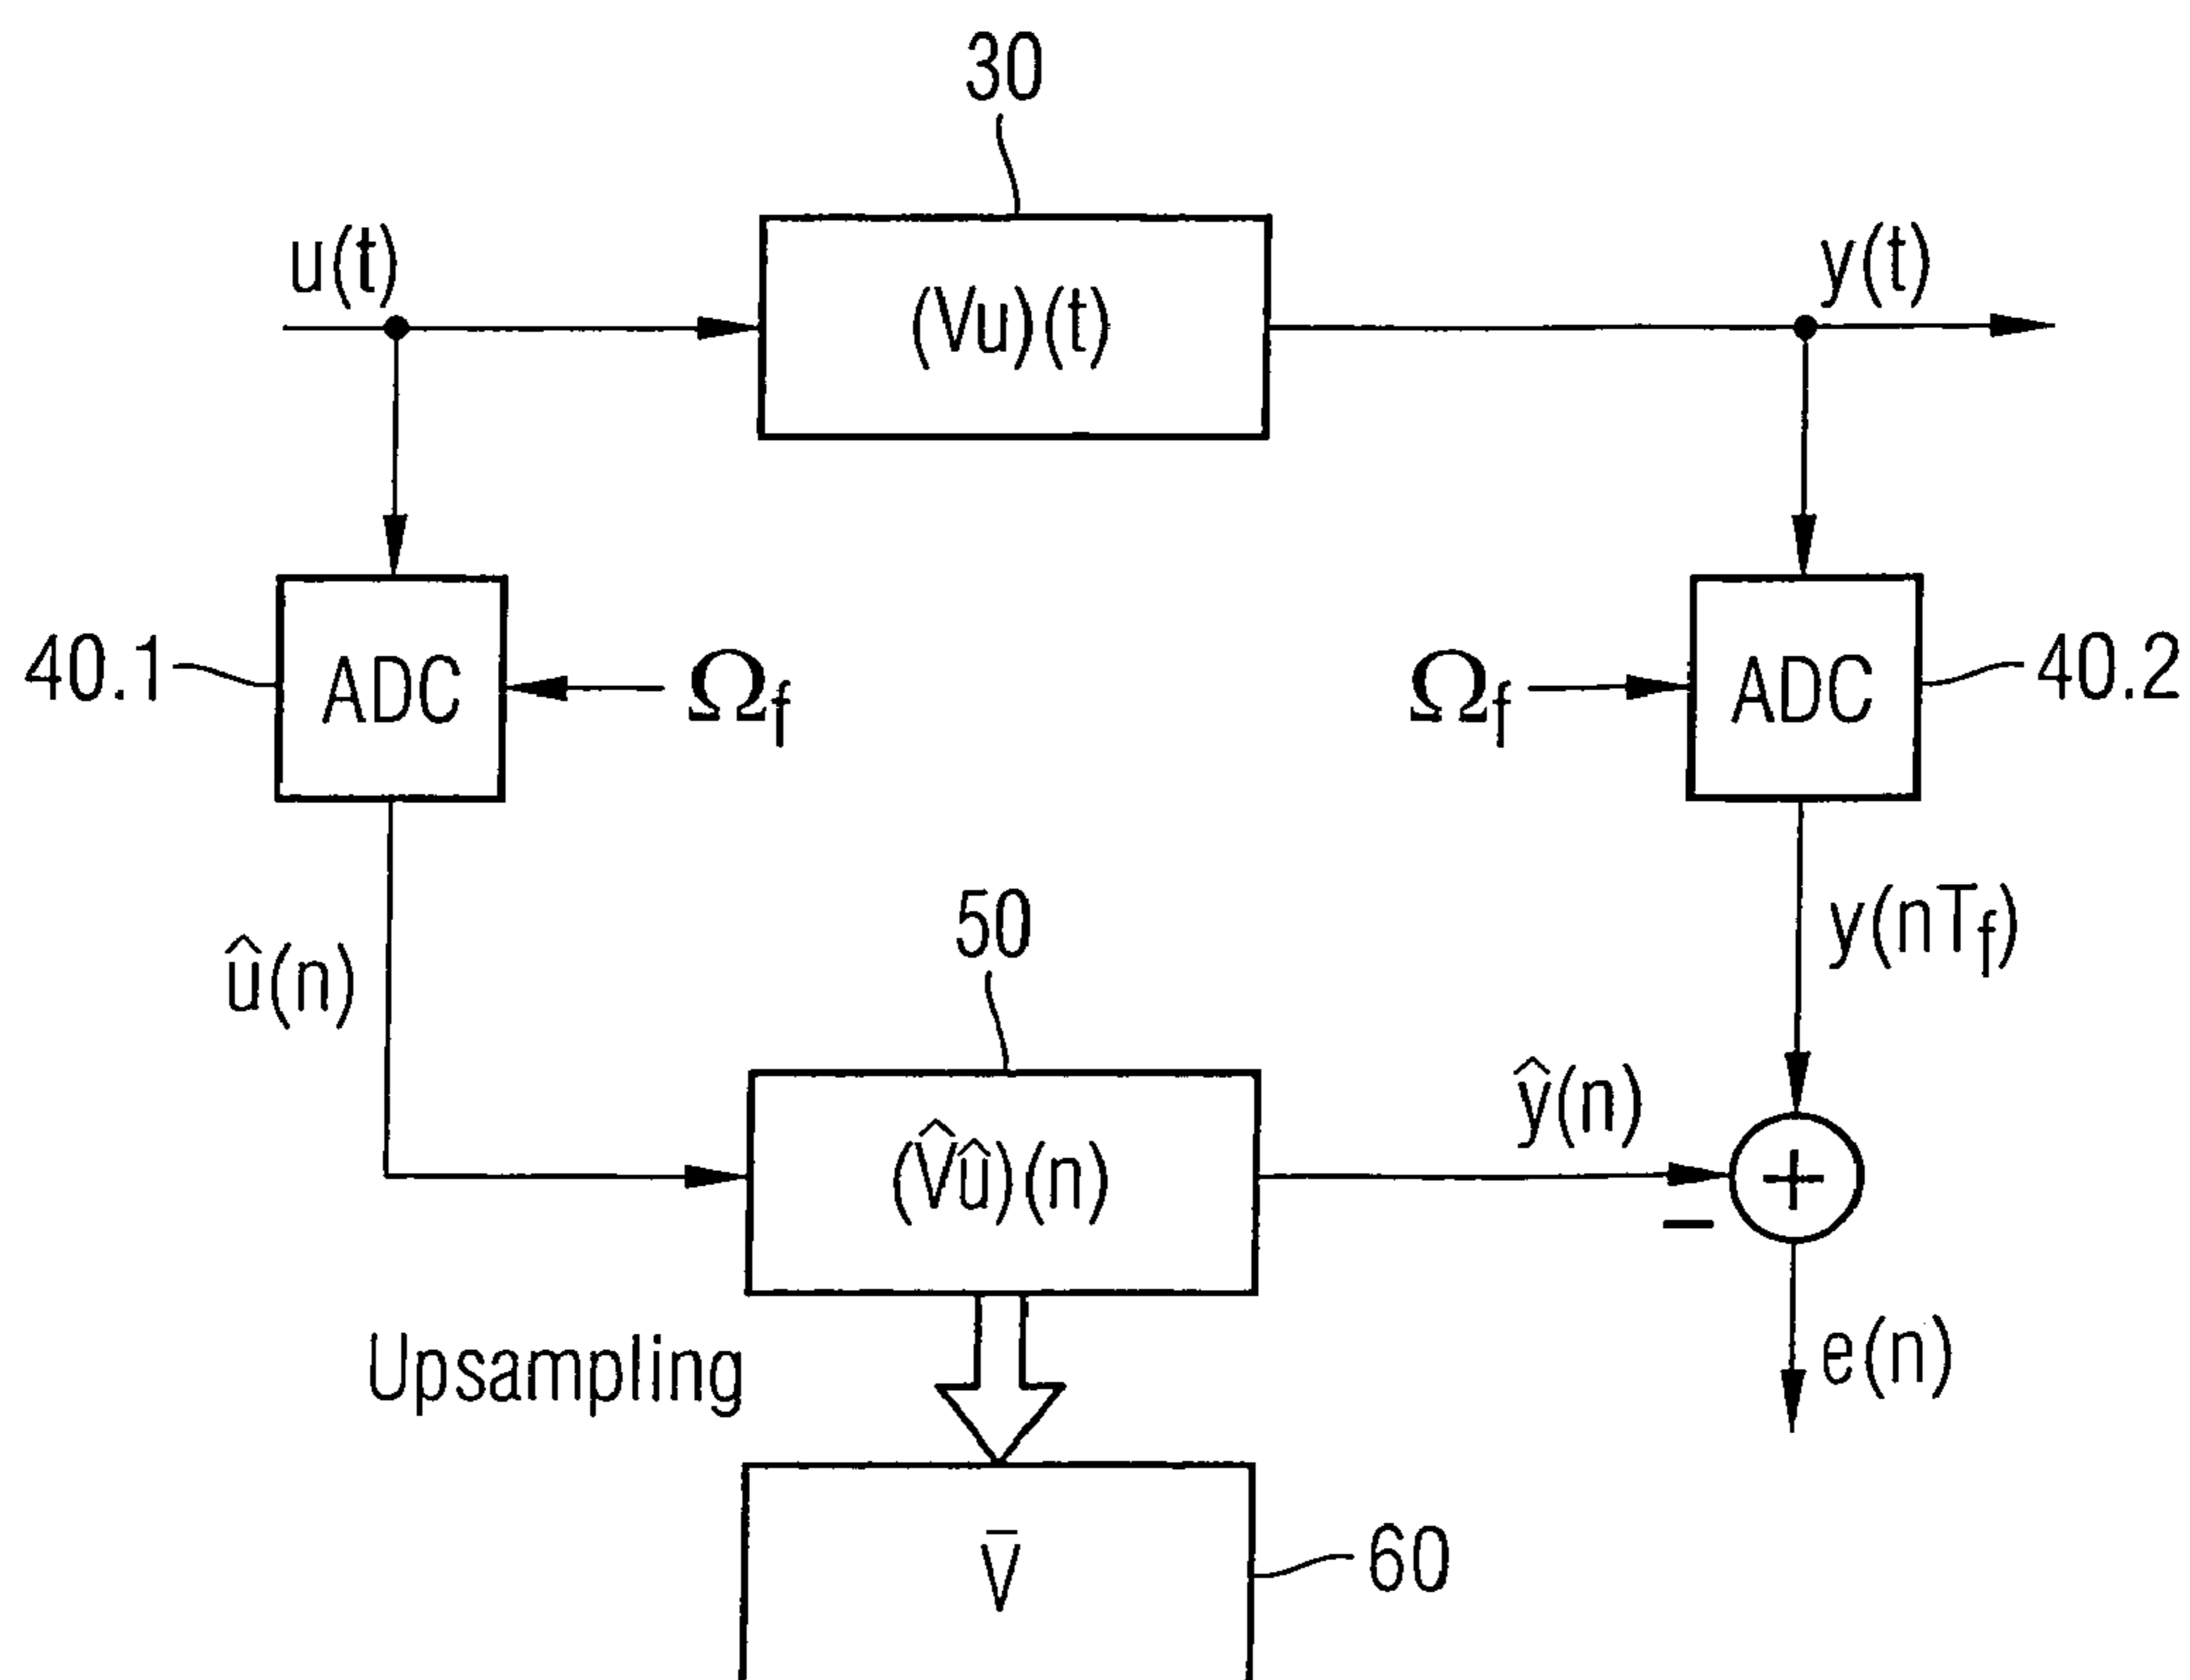 30
u(t)
(Vu)(t)
y(t)
40.1
ADC
Ω_f
Ω_f
ADC
40.2
50
y(nT_f)
û(n)
ŷ(n)
(V̂û)(n)
+
−
Upsampling
e(n)
V̄
60